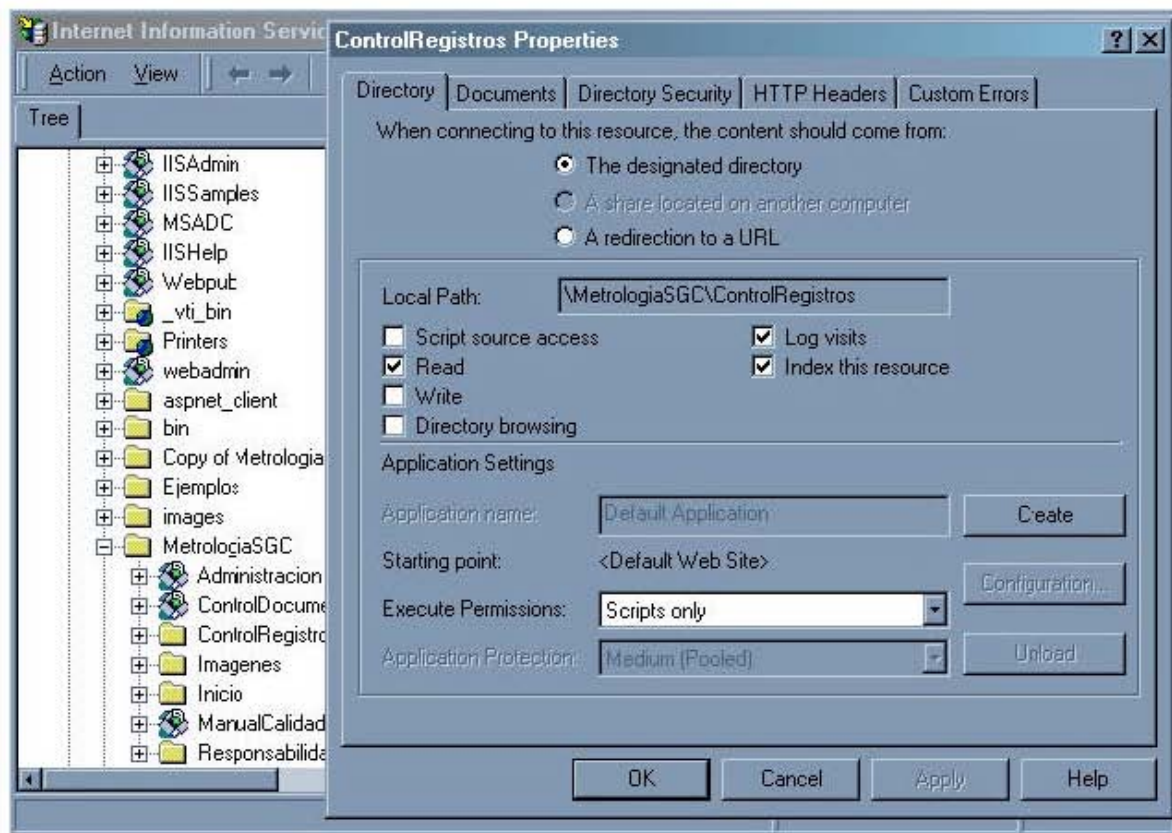 Internet Information Servic
Action View
Tree
IISAdmin
IISSamples
MSADC
IISHelp
Webpub
_vti_bin
Printers
webadmin
aspnet_client
bin
Copy of Metrologia
Ejemplos
images
MetrologiaSGC
Administracion
ControlDocume
ControlRegistro
Imagenes
Inicio
ManualCalidad
Responsabilida
ControlRegistros Properties
Directory Documents Directory Security HTTP Headers Custom Errors
When connecting to this resource, the content should come from:
The designated directory
A share located on another computer
A redirection to a URL
Local Path: \MetrologiaSGC\ControlRegistros
Script source access Log visits
Read Index this resource
Write
Directory browsing
Application Settings
Application name: Default Application Create
Starting point: <Default Web Site>
Configuration...
Execute Permissions: Scripts only
Application Protection: Medium (Pooled) Unload
OK Cancel Apply Help